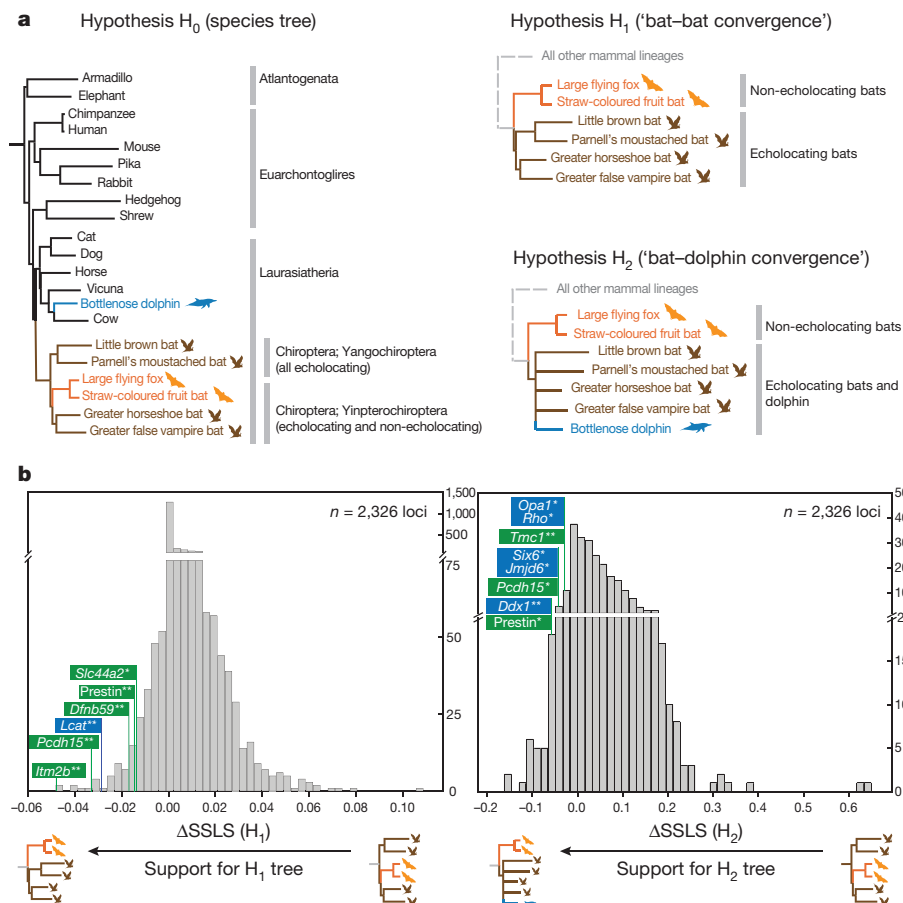 a
Hypothesis H0 (species tree)
Armadillo
Elephant
Chimpanzee
Human
Mouse
Pika
Rabbit
Hedgehog
Shrew
Cat
Dog
Horse
Vicuna
Bottlenose dolphin
Cow
Little brown bat
Parnell's moustached bat
Large flying fox
Straw-coloured fruit bat
Greater horseshoe bat
Greater false vampire bat
Atlantogenata
Euarchontoglires
Laurasiatheria
Chiroptera; Yangochiroptera
(all echolocating)
Chiroptera; Yinpterochiroptera
(echolocating and non-echolocating)
Hypothesis H1 ('bat–bat convergence')
All other mammal lineages
Large flying fox
Straw-coloured fruit bat
Little brown bat
Parnell's moustached bat
Greater horseshoe bat
Greater false vampire bat
Non-echolocating bats
Echolocating bats
Hypothesis H2 ('bat–dolphin convergence')
All other mammal lineages
Large flying fox
Straw-coloured fruit bat
Little brown bat
Parnell's moustached bat
Greater horseshoe bat
Greater false vampire bat
Bottlenose dolphin
Non-echolocating bats
Echolocating bats and
dolphin
b
n = 2,326 loci
1,500
1,000
500
75
50
25
0
Slc44a2*
Prestin**
Dfnb59**
Lcat**
Pcdh15**
Itm2b**
−0.06 −0.04 −0.02 0.00 0.02 0.04 0.06 0.08 0.10
ΔSSLS (H1)
Support for H1 tree
n = 2,326 loci
Opa1*
Rho*
Tmc1**
Six6*
Jmjd6*
Pcdh15*
Ddx1**
Prestin*
15
10
5
0
−0.2 −0.1 0.0 0.1 0.2 0.3 0.4 0.5 0.6
ΔSSLS (H2)
Support for H2 tree